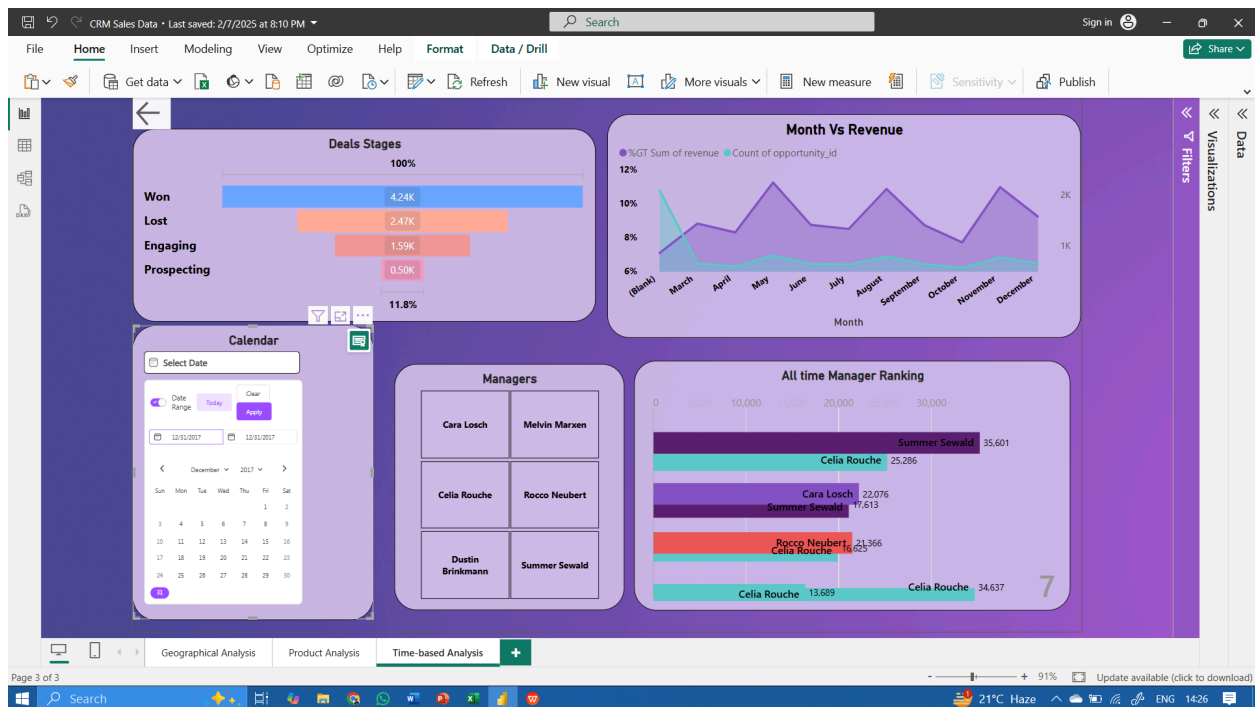 CRM Sales Data • Last saved: 2/7/2025 at 8:10 PM
Search
Sign in
File Home Insert Modeling View Optimize Help Format Data / Drill
Share
Get data
Refresh
New visual
More visuals
New measure
Sensitivity
Publish
Deals Stages
100%
Won 4.24K
Lost 2.47K
Engaging 1.59K
Prospecting 0.50K
11.8%
Month Vs Revenue
%GT Sum of revenue Count of opportunity_id
12%
10%
8%
6%
2K
1K
(Blank) March April May June July August September October November December
Month
Filters
Visualizations
Data
Calendar
Select Date
Date Range
Today
Clear
Apply
12/31/2017 12/31/2017
December 2017
Sun Mon Tue Wed Thu Fri Sat
1 2
3 4 5 6 7 8 9
10 11 12 13 14 15 16
17 18 19 20 21 22 23
24 25 26 27 28 29 30
31
Managers
Cara Losch Melvin Marxen
Celia Rouche Rocco Neubert
Dustin Brinkmann Summer Sewald
All time Manager Ranking
0 5,000 10,000 15,000 20,000 25,000 30,000
Summer Sewald 35,601
Celia Rouche 25,286
Cara Losch 22,076
Summer Sewald 17,613
Rocco Neubert 21,366
Celia Rouche 16,625
Celia Rouche 34,637
Celia Rouche 13,689
7
Geographical Analysis Product Analysis Time-based Analysis +
Page 3 of 3
- + 91%
Update available (click to download)
Search
21°C Haze
ENG 14:26